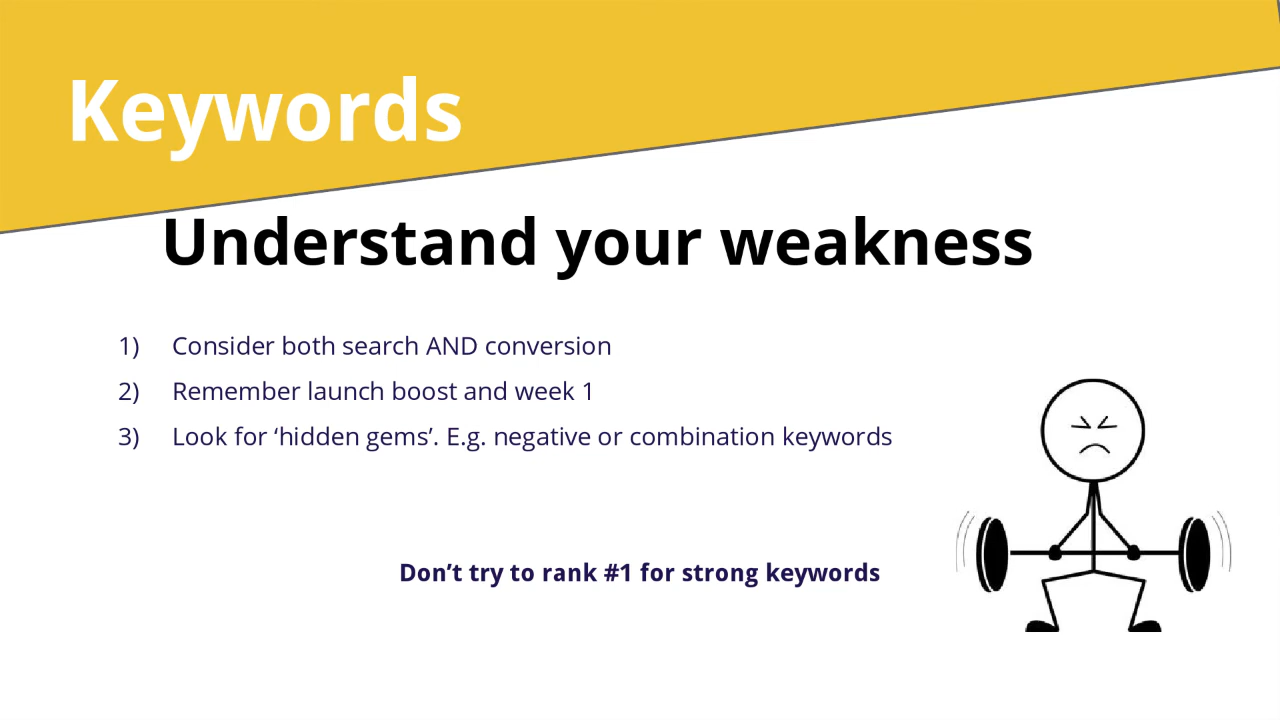 Keywords
Understand your weakness
1) Consider both search AND conversion
2) Remember launch boost and week 1
3) Look for ‘hidden gems’. E.g. negative or combination keywords
Don’t try to rank #1 for strong keywords